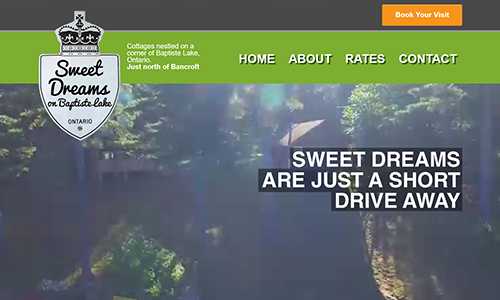 Book Your Visit
Sweet
Dreams
on Baptiste Lake
ONTARIO
Cottages nestled on a
corner of Baptiste Lake,
Ontario.
Just north of Bancroft
HOME ABOUT RATES CONTACT
SWEET DREAMS
ARE JUST A SHORT
DRIVE AWAY